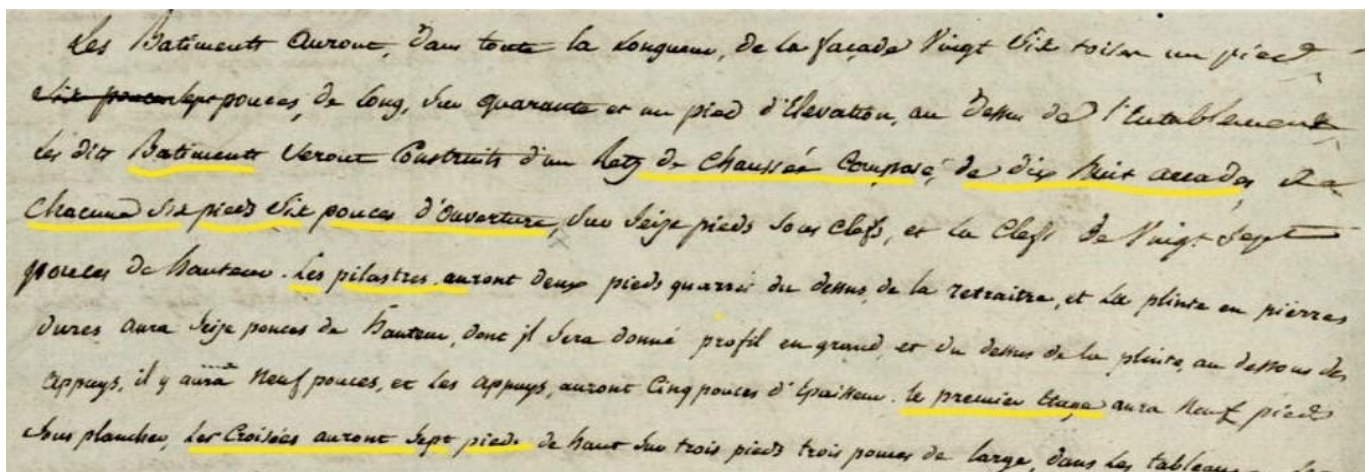 Les Batiments auront, dans toute la longueur, de la façade Vingt Six toises un pied
Six pouces sept pouces, de long, sur quarante et un pied d'Elevation, au dessus de l'Entablement
Les dits Batiments Seront Construits d'un Retz de chaussée Composé, de dix huit arcades,
Chacune Six pieds Six pouces d'Ouverture, sur Seize pieds sous Clefs, et la Clefs de Vingt Sept
pouces de hauteur. Les pilastres, auront deux pieds quarrés du dessus, de la retraitre, et La plinte en pierres
dures aura Seize pouces de hauteur, donc jl Sera donné profil en grand, et du dessus de la plinte, au dessous des
appuys, il y aura neuf pouces, et Les appuys, auront Cinq pouces d'Epaisseur. Le premier Etage aura neuf pieds
sous plancher, Les Croisées auront Sept pieds de haut sur trois pieds trois pouces de large, dans Les tableaux